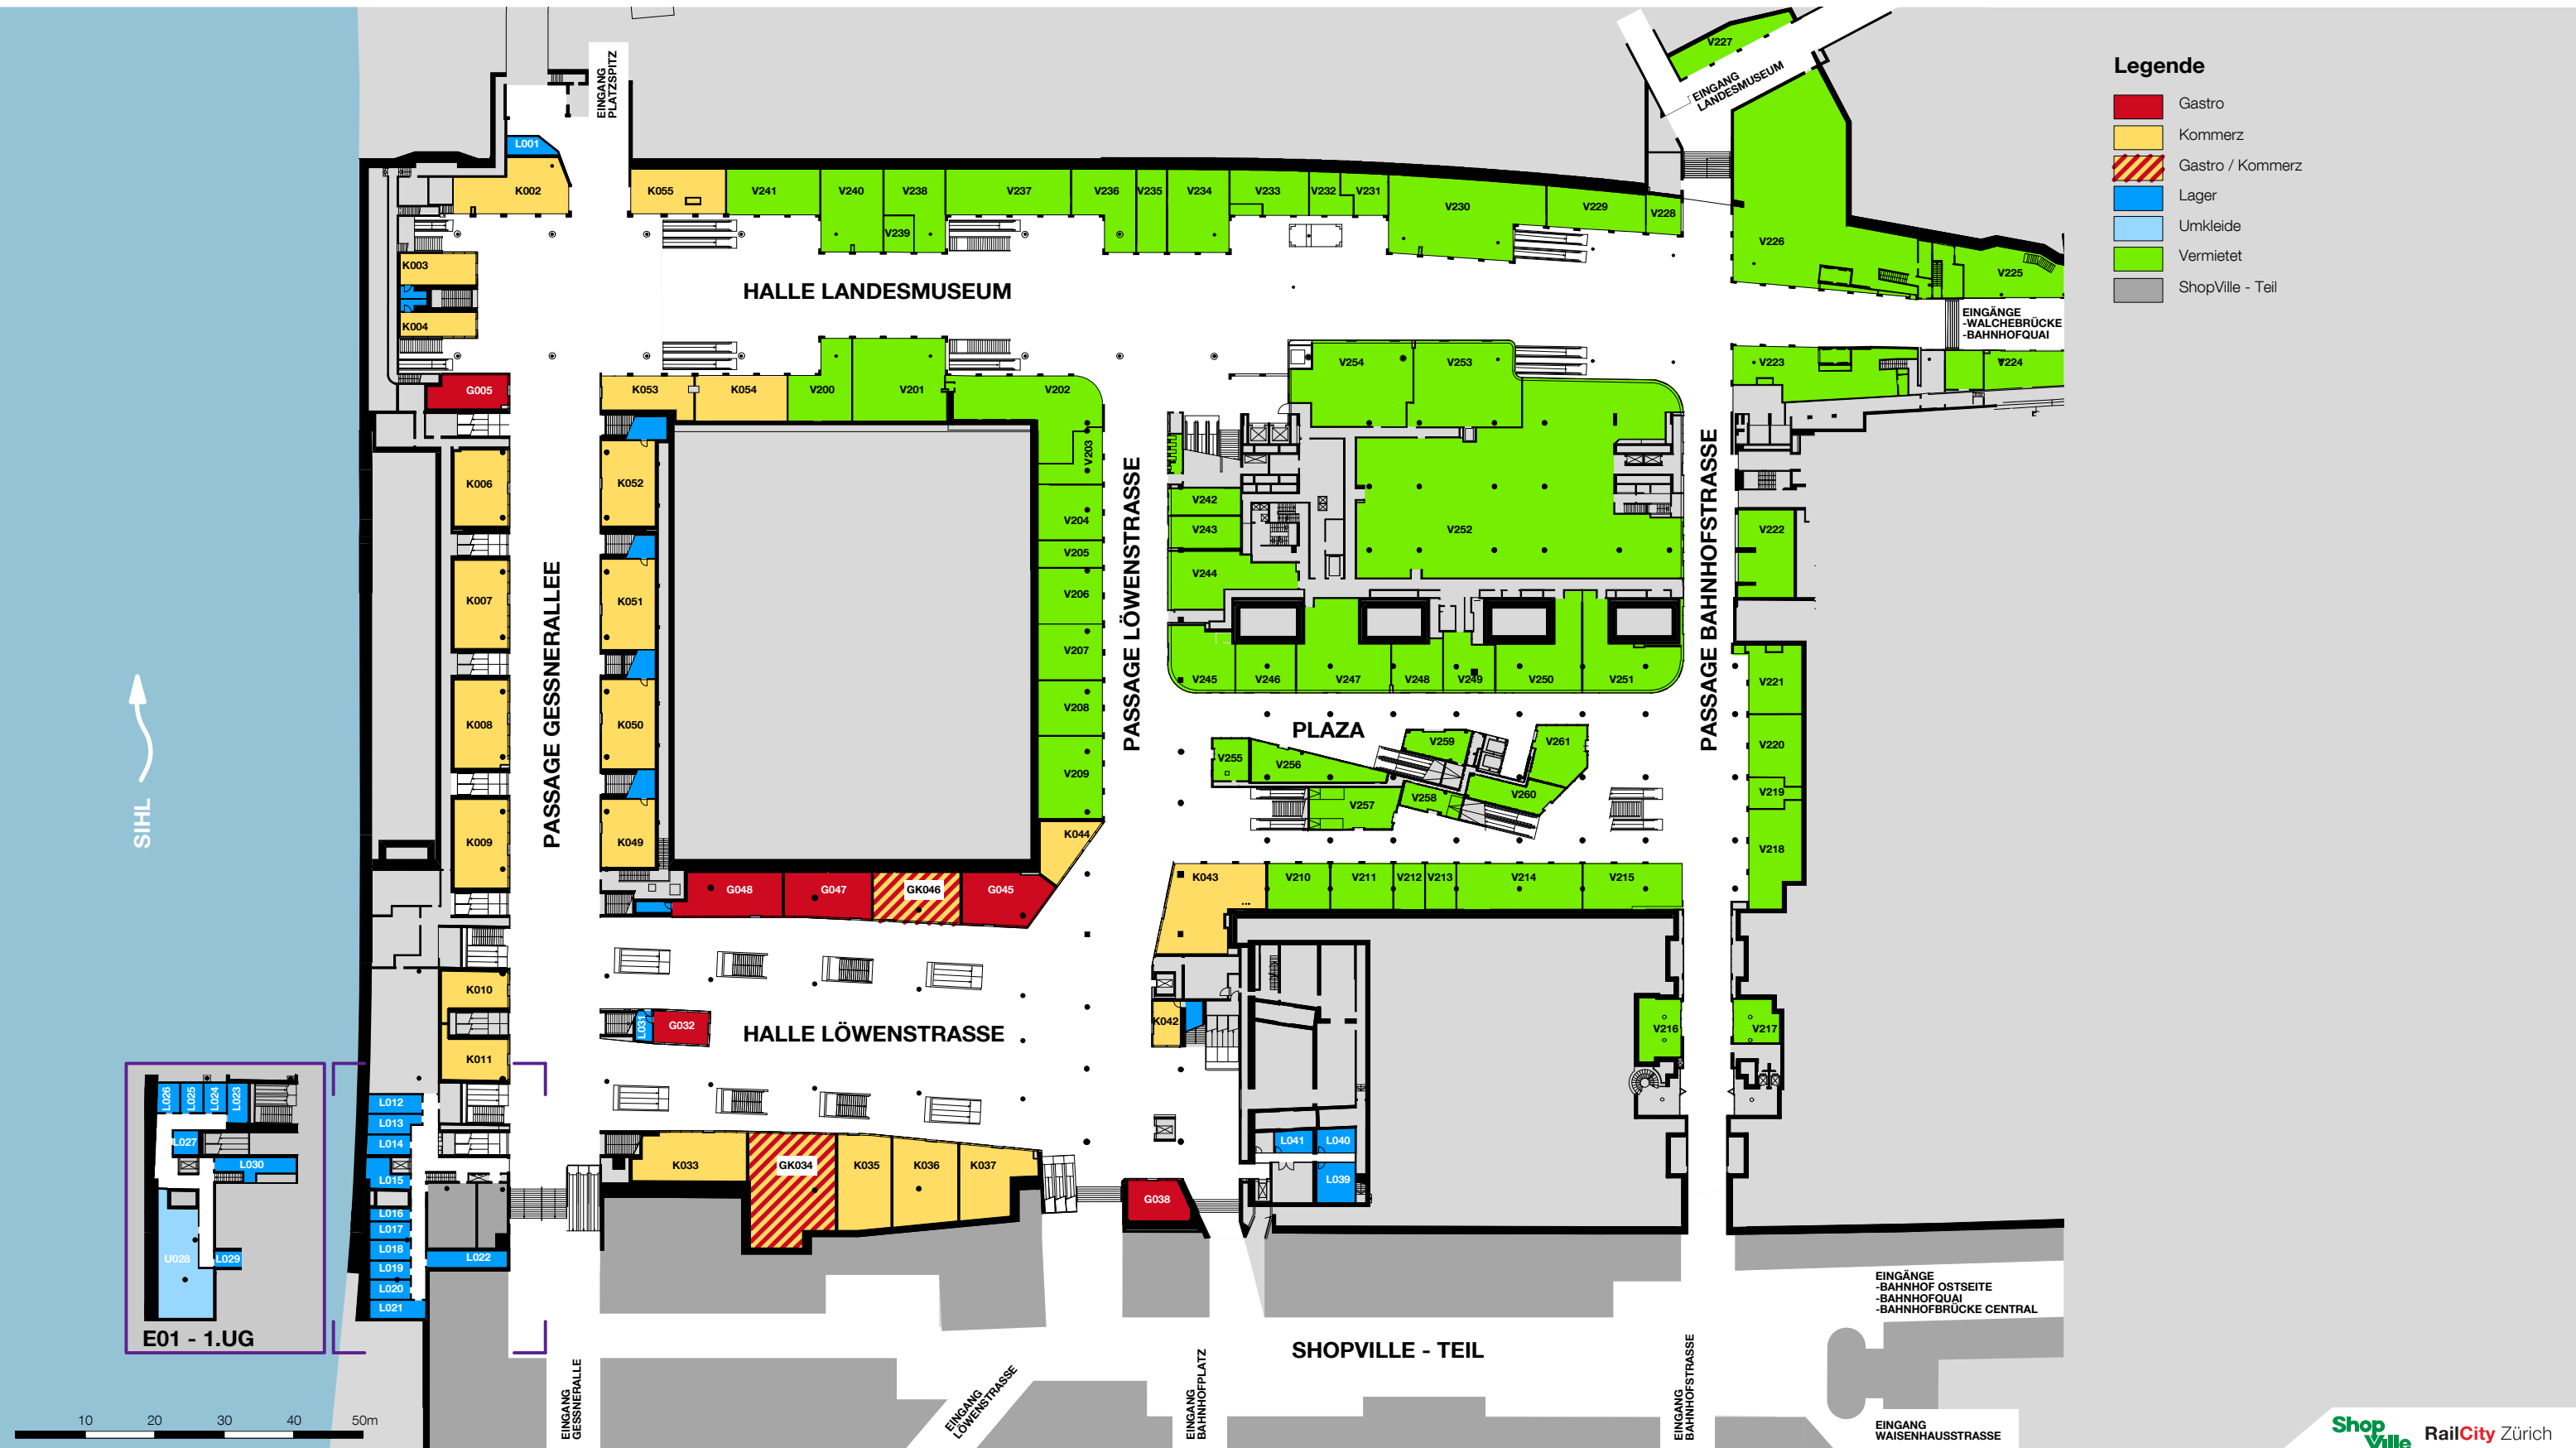 Legende
Gastro
Kommerz
Gastro / Kommerz
Lager
Umkleide
Vermietet
ShopVille - Teil
EINGANG
PLATZSPITZ
V227
EINGANG
LANDESMUSEUM
L001
K002
K055
V241
V240
V238
V237
V236
V235
V234
V233
V232
V231
V230
V229
V228
V239
V226
V225
K003
K004
HALLE LANDESMUSEUM
EINGÄNGE
-WALCHEBRÜCKE
-BAHNHOFQUAI
G005
K053
K054
V200
V201
V202
V254
V253
V223
V224
V203
K006
K052
V204
V242
V243
V252
V222
V205
V244
K007
K051
V206
V207
PASSAGE GESSNERALLEE
PASSAGE LÖWENSTRASSE
PASSAGE BAHNHOFSTRASSE
V245
V246
V247
V248
V249
V250
V251
V221
K008
K050
V208
PLAZA
V209
V255
V256
V259
V261
V257
V258
V260
V220
V219
V218
SIHL
K009
K049
K044
G048
G047
GK046
G045
K043
V210
V211
V212
V213
V214
V215
K010
K011
L031
G032
HALLE LÖWENSTRASSE
K042
V216
V217
L026
L025
L024
L023
L027
L030
U028
L029
E01 - 1.UG
L012
L013
L014
L015
L016
L017
L018
L019
L020
L021
L022
K033
GK034
K035
K036
K037
G038
L041
L040
L039
EINGÄNGE
-BAHNHOF OSTSEITE
-BAHNHOFQUAI
-BAHNHOFBRÜCKE CENTRAL
SHOPVILLE - TEIL
EINGANG
GESSNERALLE
EINGANG
LÖWENSTRASSE
EINGANG
BAHNHOFPLATZ
EINGANG
BAHNHOFSTRASSE
EINGANG
WAISENHAUSSTRASSE
10 20 30 40 50m
Shop
Ville
RailCity Zürich